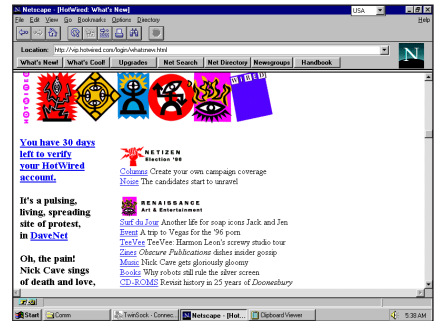 Netscape - [HotWired: What's New]
USA
File Edit View Go Bookmarks Options Directory Help
Location: http://vip.hotwired.com/login/whatsnew.html
N
What's New! What's Cool! Upgrades Net Search Net Directory Newsgroups Handbook
HOTWIRED
WIRED
You have 30 days
left to verify
your HotWired
account.
It's a pulsing,
living, spreading
site of protest,
in DaveNet
Oh, the pain!
Nick Cave sings
of death and love,
NETIZEN
Election '96
Columns Create your own campaign coverage
Noise The candidates start to unravel
RENAISSANCE
Art & Entertainment
Surf du Jour Another life for soap icons Jack and Jen
Event A trip to Vegas for the '96 porn
TeeVee TeeVee: Harmon Leon's screwy studio tour
Zines Obscure Publications dishes insider gossip
Music Nick Cave gets gloriously gloomy
Books Why robots still rule the silver screen
CD-ROMS Revisit history in 25 years of Doonesbury
Start Comm TwinSock - Connec... Netscape - [Hot... Clipboard Viewer 5:38 AM